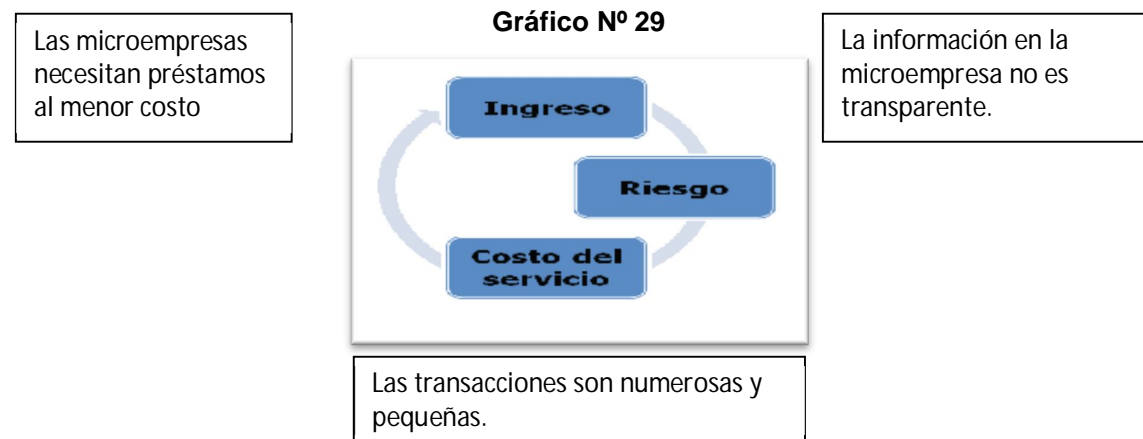 Gráfico Nº 29
Las microempresas
necesitan préstamos
al menor costo
La información en la
microempresa no es
transparente.
Ingreso
Riesgo
Costo del
servicio
Las transacciones son numerosas y
pequeñas.